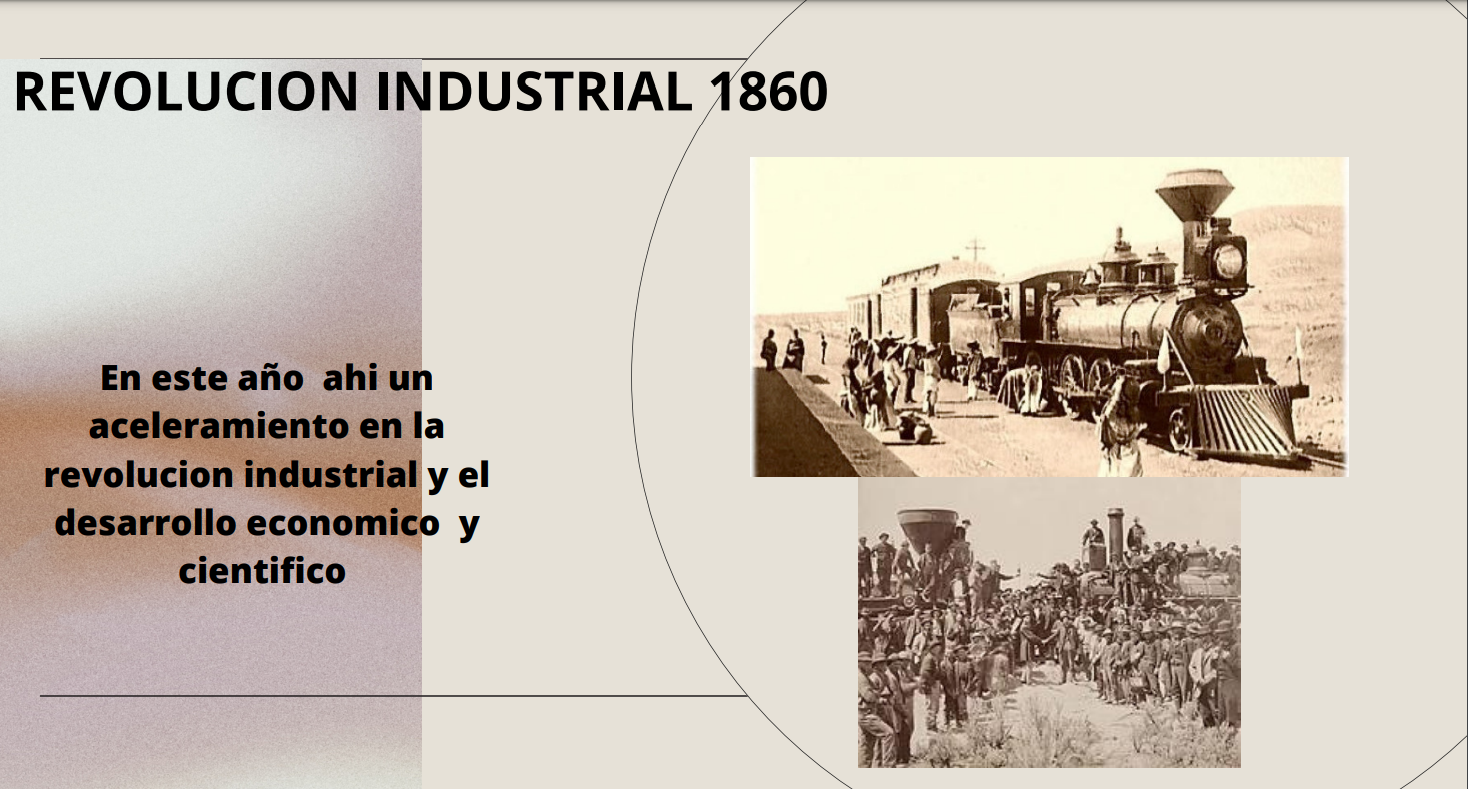 REVOLUCION INDUSTRIAL 1860
En este año  ahi un
aceleramiento en la
revolucion industrial y el
desarrollo economico  y
cientifico